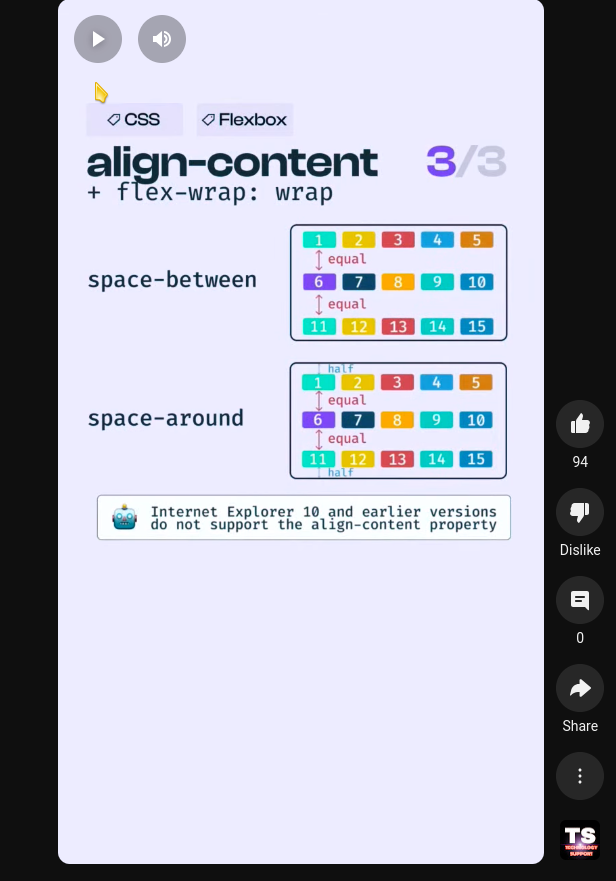 CSS
Flexbox
align-content
3/3
+ flex-wrap: wrap
space-between
1 2 3 4 5
equal
6 7 8 9 10
equal
11 12 13 14 15
space-around
half
1 2 3 4 5
equal
6 7 8 9 10
equal
11 12 13 14 15
half
Internet Explorer 10 and earlier versions
do not support the align-content property
94
Dislike
0
Share
TS
TECHNOLOGY
SUPPORT